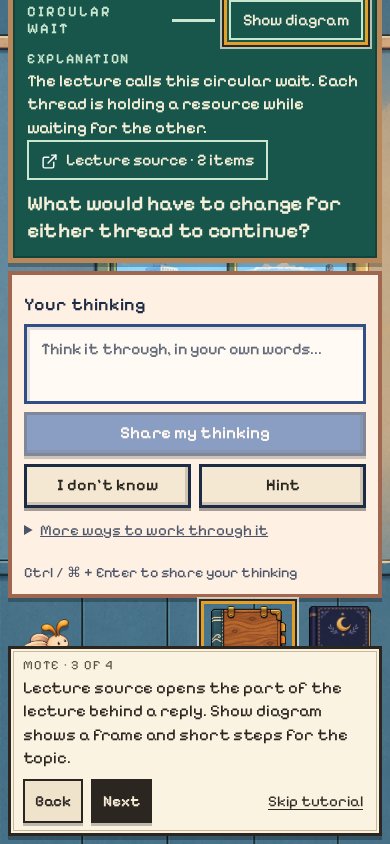 CIRCULAR
WAIT
Show diagram
EXPLANATION
The lecture calls this circular wait. Each
thread is holding a resource while
waiting for the other.
Lecture source · 2 items
What would have to change for
either thread to continue?
Your thinking
Think it through, in your own words...
Share my thinking
I don't know
Hint
More ways to work through it
Ctrl / ⌘ + Enter to share your thinking
MOTE · 3 OF 4
Lecture source opens the part of the
lecture behind a reply. Show diagram
shows a frame and short steps for the
topic.
Back
Next
Skip tutorial